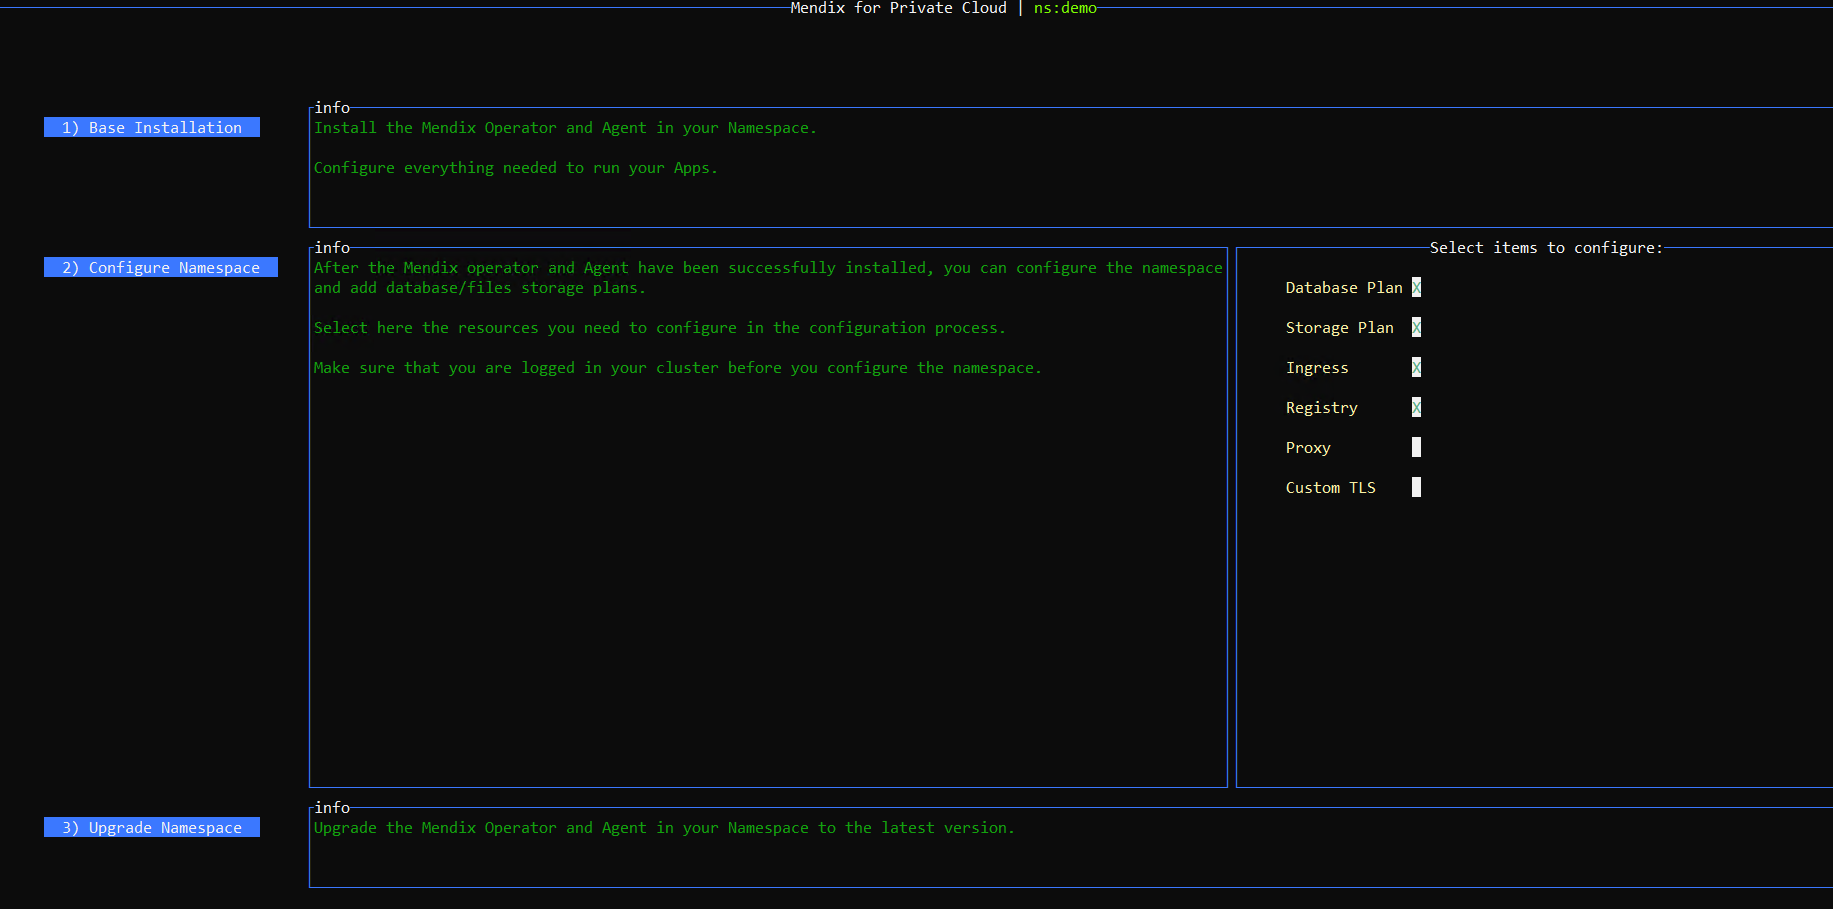 Mendix for Private Cloud | ns:demo
info
1) Base Installation
Install the Mendix Operator and Agent in your Namespace.
Configure everything needed to run your Apps.
info
2) Configure Namespace
After the Mendix operator and Agent have been successfully installed, you can configure the namespace
and add database/files storage plans.
Select here the resources you need to configure in the configuration process.
Make sure that you are logged in your cluster before you configure the namespace.
Select items to configure:
Database Plan X
Storage Plan X
Ingress X
Registry X
Proxy
Custom TLS
info
3) Upgrade Namespace
Upgrade the Mendix Operator and Agent in your Namespace to the latest version.